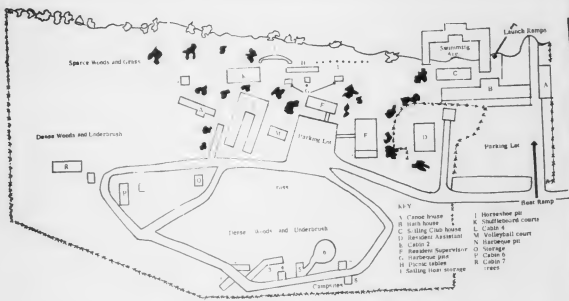 Launch Ramps
Swimming
Area
Sparce Woods and Grass
C
B
A
H
E
F
M
D
Parking Lot
Parking Lot
Dense Woods and Underbrush
R
Boat Ramp
Dense Woods and Underbrush
Campsites
KEY
A Canoe house
B Bath house
C Sailing Club house
D Resident Assistant
E Cabin 2
F Resident Supervisor
G Barbeque pits
H Picnic tables
I Sailing boat storage
J Horseshoe pit
K Shuffleboard courts
L Cabin 4
M Volleyball court
N Barbeque pit
O Storage
P Cabin 6
R Cabin 7
trees